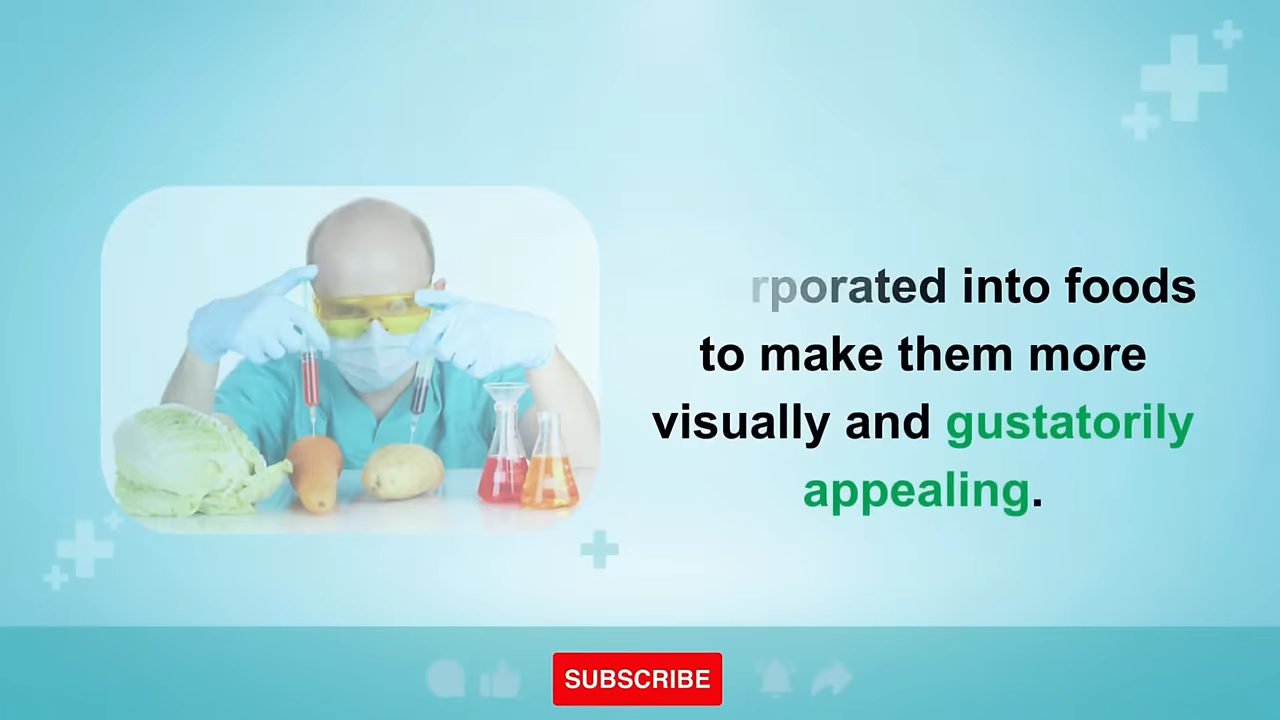 rporated into foods
to make them more
visually and gustatorily
appealing.
SUBSCRIBE